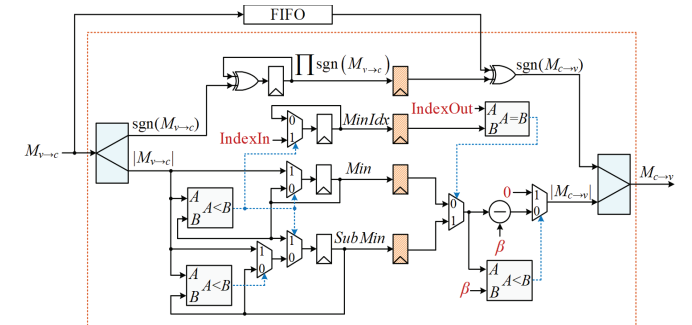 FIFO
∏ sgn(M_{v→c})
sgn(M_{c→v})
sgn(M_{v→c})
IndexIn
0
1
MinIdx
IndexOut
A
B
A=B
M_{v→c}
|M_{v→c}|
1
0
Min
A
B
A<B
0
1
0
1
0
|M_{c→v}|
M_{c→v}
−
β
1
0
1
0
SubMin
A
B
A<B
β
A
B
A<B